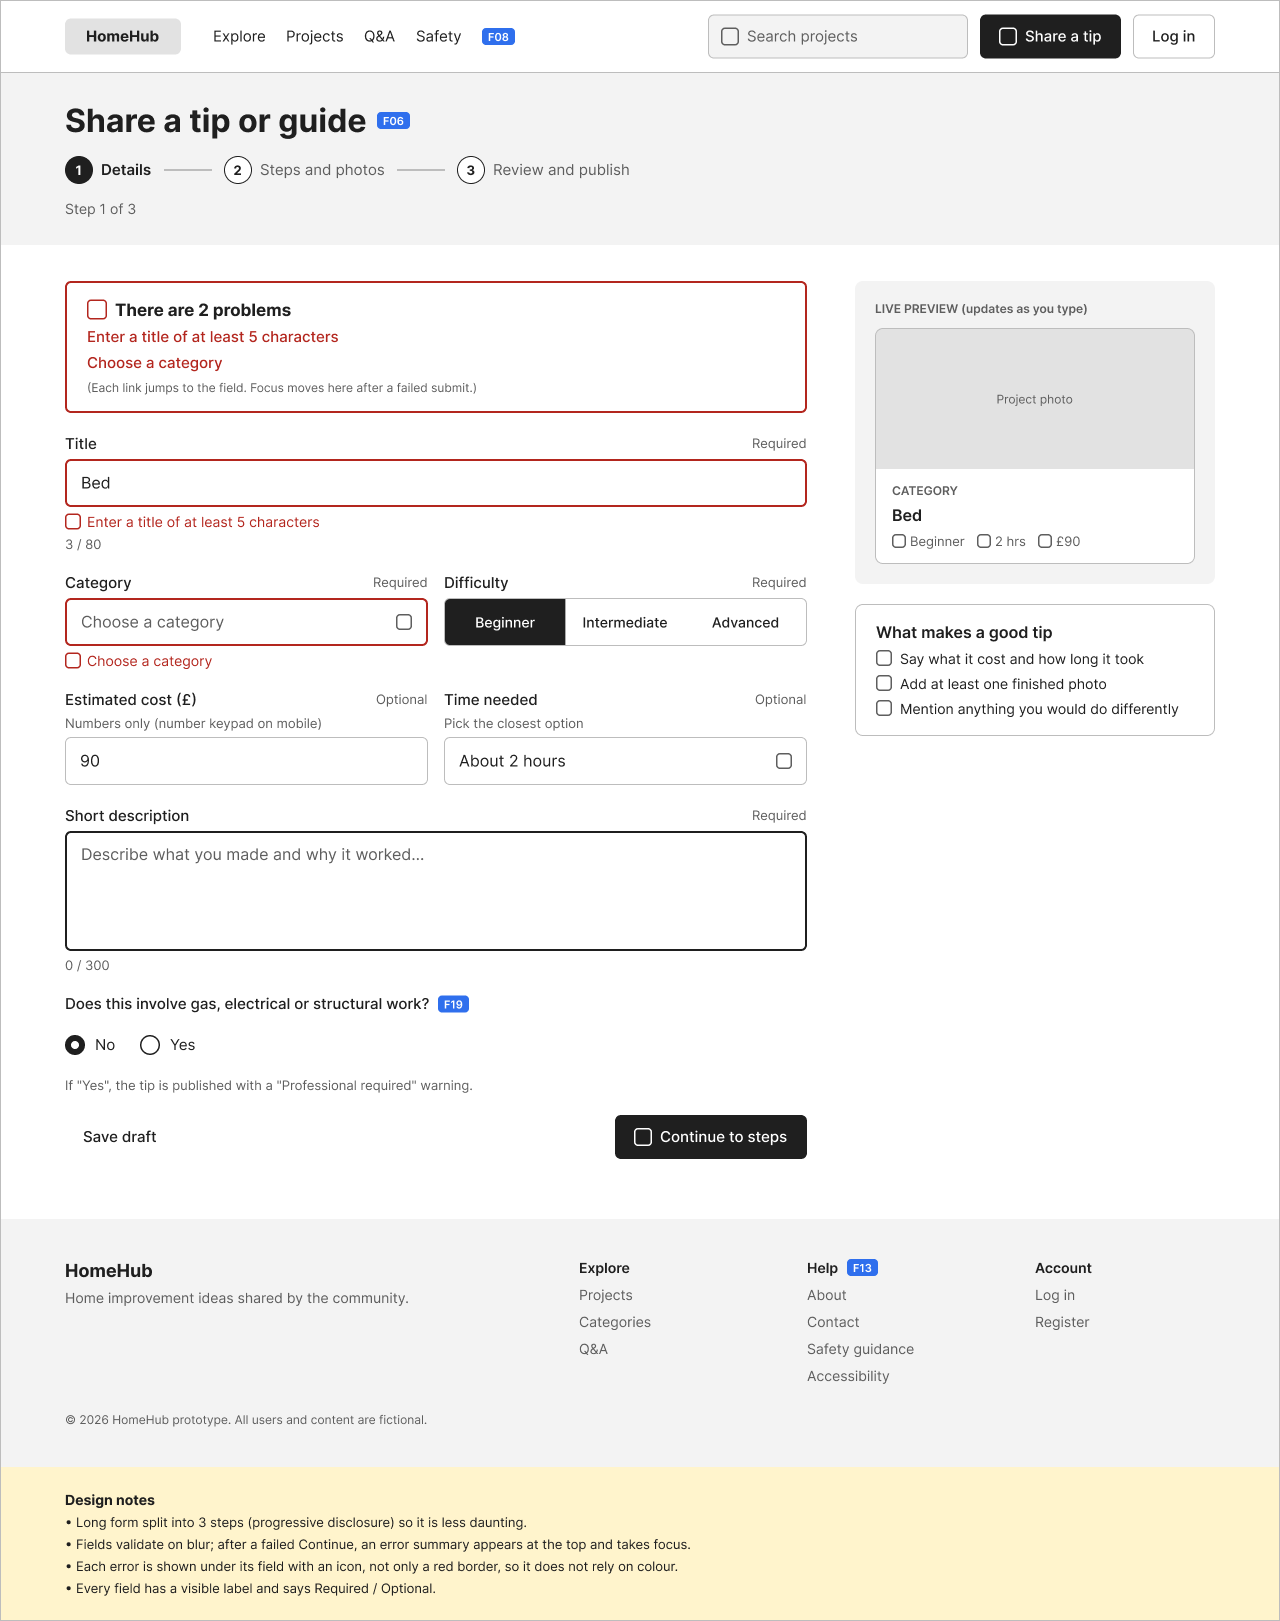 HomeHub Explore Projects Q&A Safety F08 Search projects Share a tip Log in
Share a tip or guide F06
1 Details 2 Steps and photos 3 Review and publish
Step 1 of 3
There are 2 problems
Enter a title of at least 5 characters
Choose a category
(Each link jumps to the field. Focus moves here after a failed submit.)
Title Required
Bed
Enter a title of at least 5 characters
3 / 80
Category Required
Choose a category
Choose a category
Difficulty Required
Beginner Intermediate Advanced
Estimated cost (£) Optional
Numbers only (number keypad on mobile)
90
Time needed Optional
Pick the closest option
About 2 hours
Short description Required
Describe what you made and why it worked...
0 / 300
Does this involve gas, electrical or structural work? F19
No Yes
If "Yes", the tip is published with a "Professional required" warning.
Save draft Continue to steps
LIVE PREVIEW (updates as you type)
Project photo
CATEGORY
Bed
Beginner 2 hrs £90
What makes a good tip
Say what it cost and how long it took
Add at least one finished photo
Mention anything you would do differently
HomeHub
Home improvement ideas shared by the community.
Explore
Projects
Categories
Q&A
Help F13
About
Contact
Safety guidance
Accessibility
Account
Log in
Register
© 2026 HomeHub prototype. All users and content are fictional.
Design notes
• Long form split into 3 steps (progressive disclosure) so it is less daunting.
• Fields validate on blur; after a failed Continue, an error summary appears at the top and takes focus.
• Each error is shown under its field with an icon, not only a red border, so it does not rely on colour.
• Every field has a visible label and says Required / Optional.